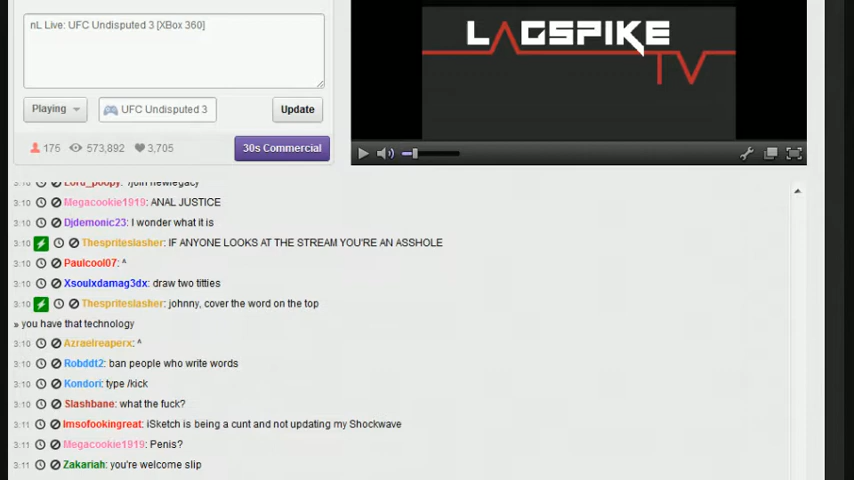 nL Live: UFC Undisputed 3 [XBox 360]
LAGSPIKE
TV
Playing UFC Undisputed 3 Update
175 573,892 3,705 30s Commercial
Lord_poopy: /join newlegacy
3:10 Megacookie1919: ANAL JUSTICE
3:10 Djdemonic23: I wonder what it is
3:10 Thespriteslasher: IF ANYONE LOOKS AT THE STREAM YOU'RE AN ASSHOLE
3:10 Paulcool07: ^
3:10 Xsoulxdamag3dx: draw two titties
3:10 Thespriteslasher: johnny, cover the word on the top
» you have that technology
3:10 Azraelreaperx: ^
3:10 Robddt2: ban people who write words
3:10 Kondori: type /kick
3:10 Slashbane: what the fuck?
3:11 Imsofookingreat: iSketch is being a cunt and not updating my Shockwave
3:11 Megacookie1919: Penis?
3:11 Zakariah: you're welcome slip